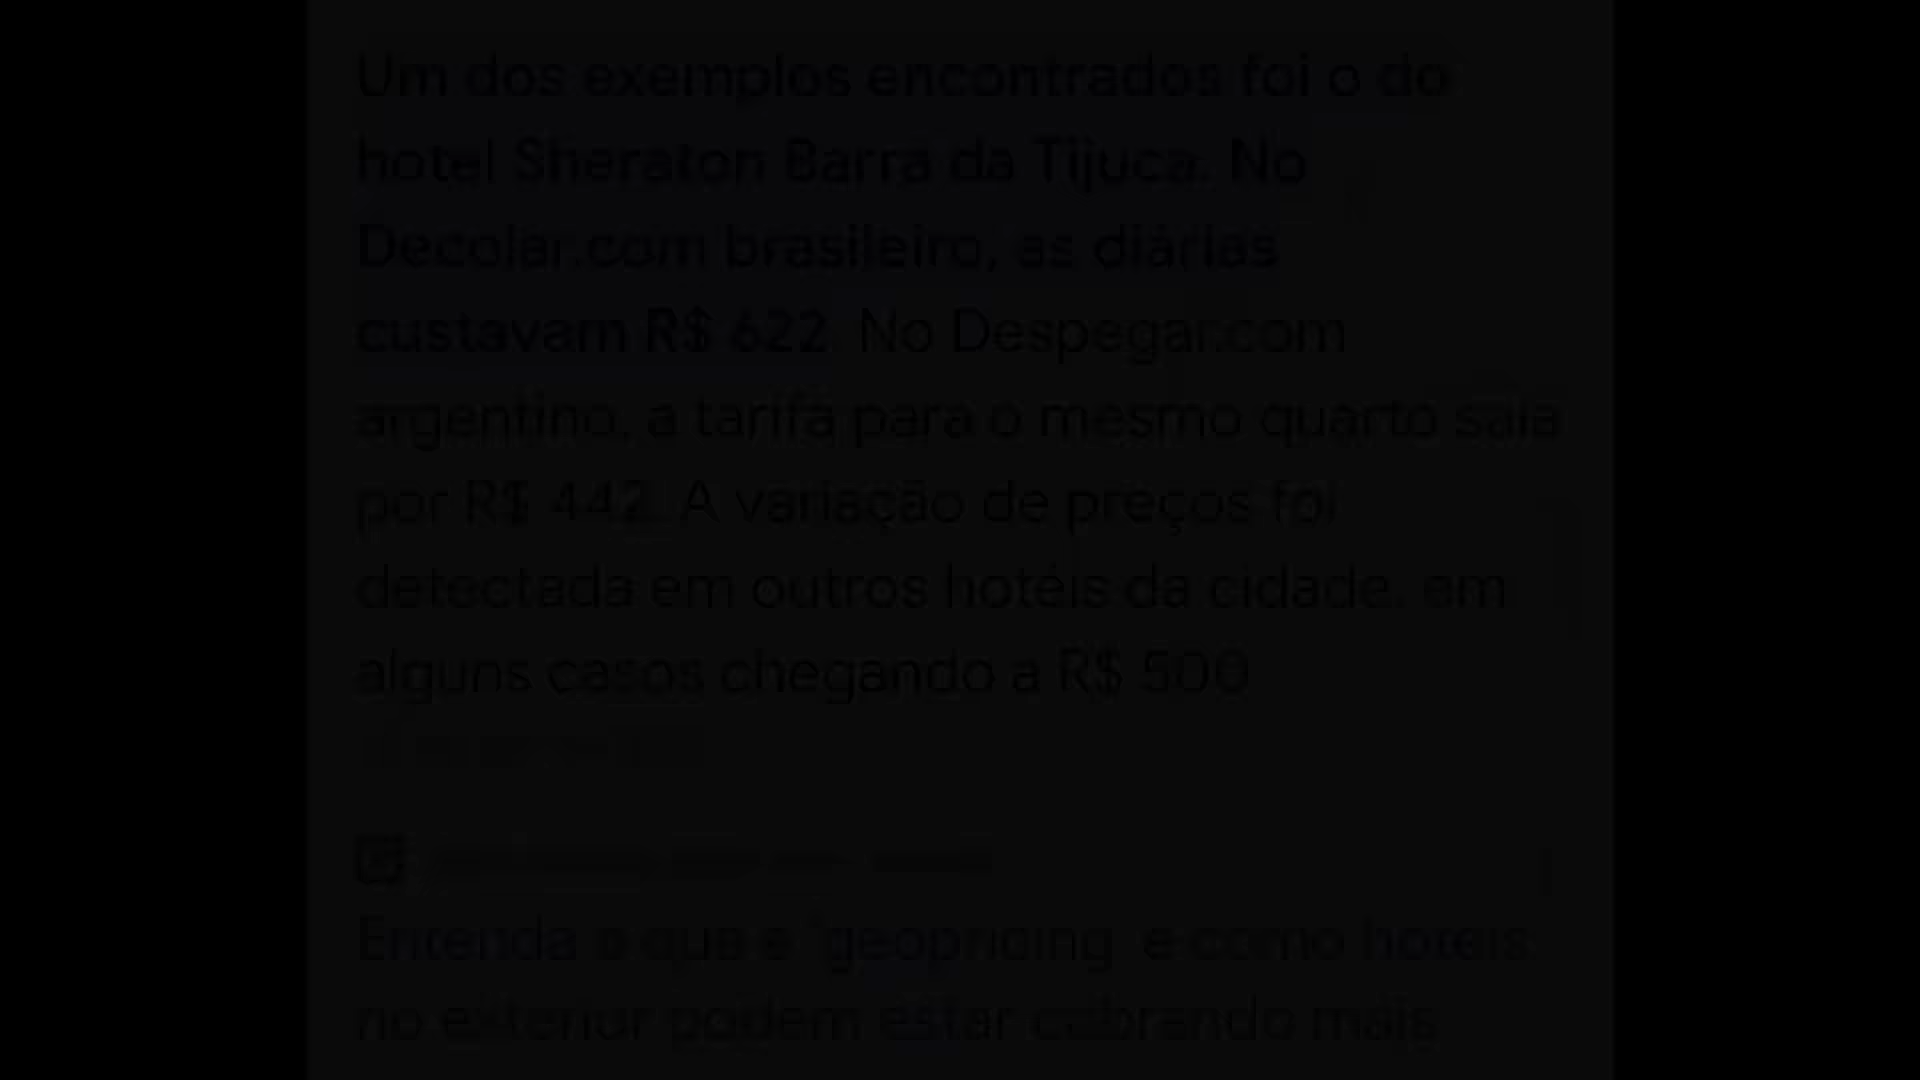 Um dos exemplos encontrados foi o do
hotel Sheraton Barra da Tijuca. No
Decolar.com brasileiro, as diárias
custavam R$ 622. No Despegar.com
argentino, a tarifa para o mesmo quarto saía
por R$ 442. A variação de preços foi
detectada em outros hotéis da cidade, em
alguns casos chegando a R$ 500
Entenda o que é 'geopricing' e como hotéis
no exterior podem estar cobrando mais